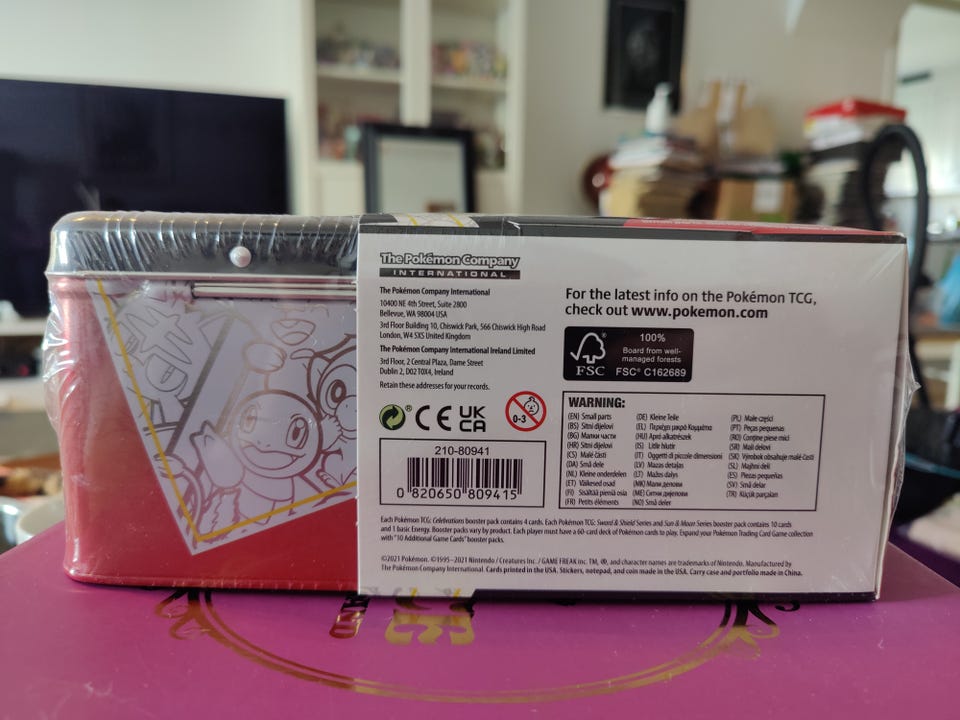 The Pokémon Company
INTERNATIONAL
The Pokémon Company International
10400 NE 4th Street, Suite 2800
Bellevue, WA 98004 USA
3rd Floor Building 10, Chiswick Park, 566 Chiswick High Road
London, W4 5XS United Kingdom
The Pokémon Company International Ireland Limited
3rd Floor, 2 Central Plaza, Dame Street
Dublin 2, D02 T0X4, Ireland
Retain these addresses for your records.
CE UK
CA
0-3
210-80941
0 820650 809415
For the latest info on the Pokémon TCG,
check out www.pokemon.com
FSC
100%
Board from well-
managed forests
FSC® C162689
WARNING:
(EN) Small parts
(BS) Sitni dijelovi
(BG) Малки части
(HR) Sitni dijelovi
(CS) Malé části
(DA) Små dele
(NL) Kleine onderdelen
(ET) Väikesed osad
(FI) Sisältää pieniä osia
(FR) Petits éléments
(DE) Kleine Teile
(EL) Περιέχει μικρά Κομμάτια
(HU) Apró alkatrészek
(IS) Litlir hlutir
(IT) Oggetti di piccole dimensioni
(LV) Mazas detaļas
(LT) Mažos dalys
(MK) Мали делови
(ME) Ситни дијелови
(NO) Små deler
(PL) Małe części
(PT) Peças pequenas
(RO) Conține piese mici
(SR) Mali delovi
(SK) Výrobok obsahuje malé časti
(SL) Majhni deli
(ES) Piezas pequeñas
(SV) Små delar
(TR) Küçük parçaları
Each Pokémon TCG: Celebrations booster pack contains 4 cards. Each Pokémon TCG: Sword & Shield Series and Sun & Moon Series booster pack contains 10 cards
and 1 basic Energy. Booster packs vary by product. Each player must have a 60-card deck of Pokémon cards to play. Expand your Pokémon Trading Card Game collection
with "10 Additional Game Cards" booster packs.
©2021 Pokémon. ©1995–2021 Nintendo / Creatures Inc. / GAME FREAK inc. TM, ®, and character names are trademarks of Nintendo. Manufactured by
The Pokémon Company International. Cards printed in the USA. Stickers, notepad, and coin made in the USA. Carry case and portfolio made in China.